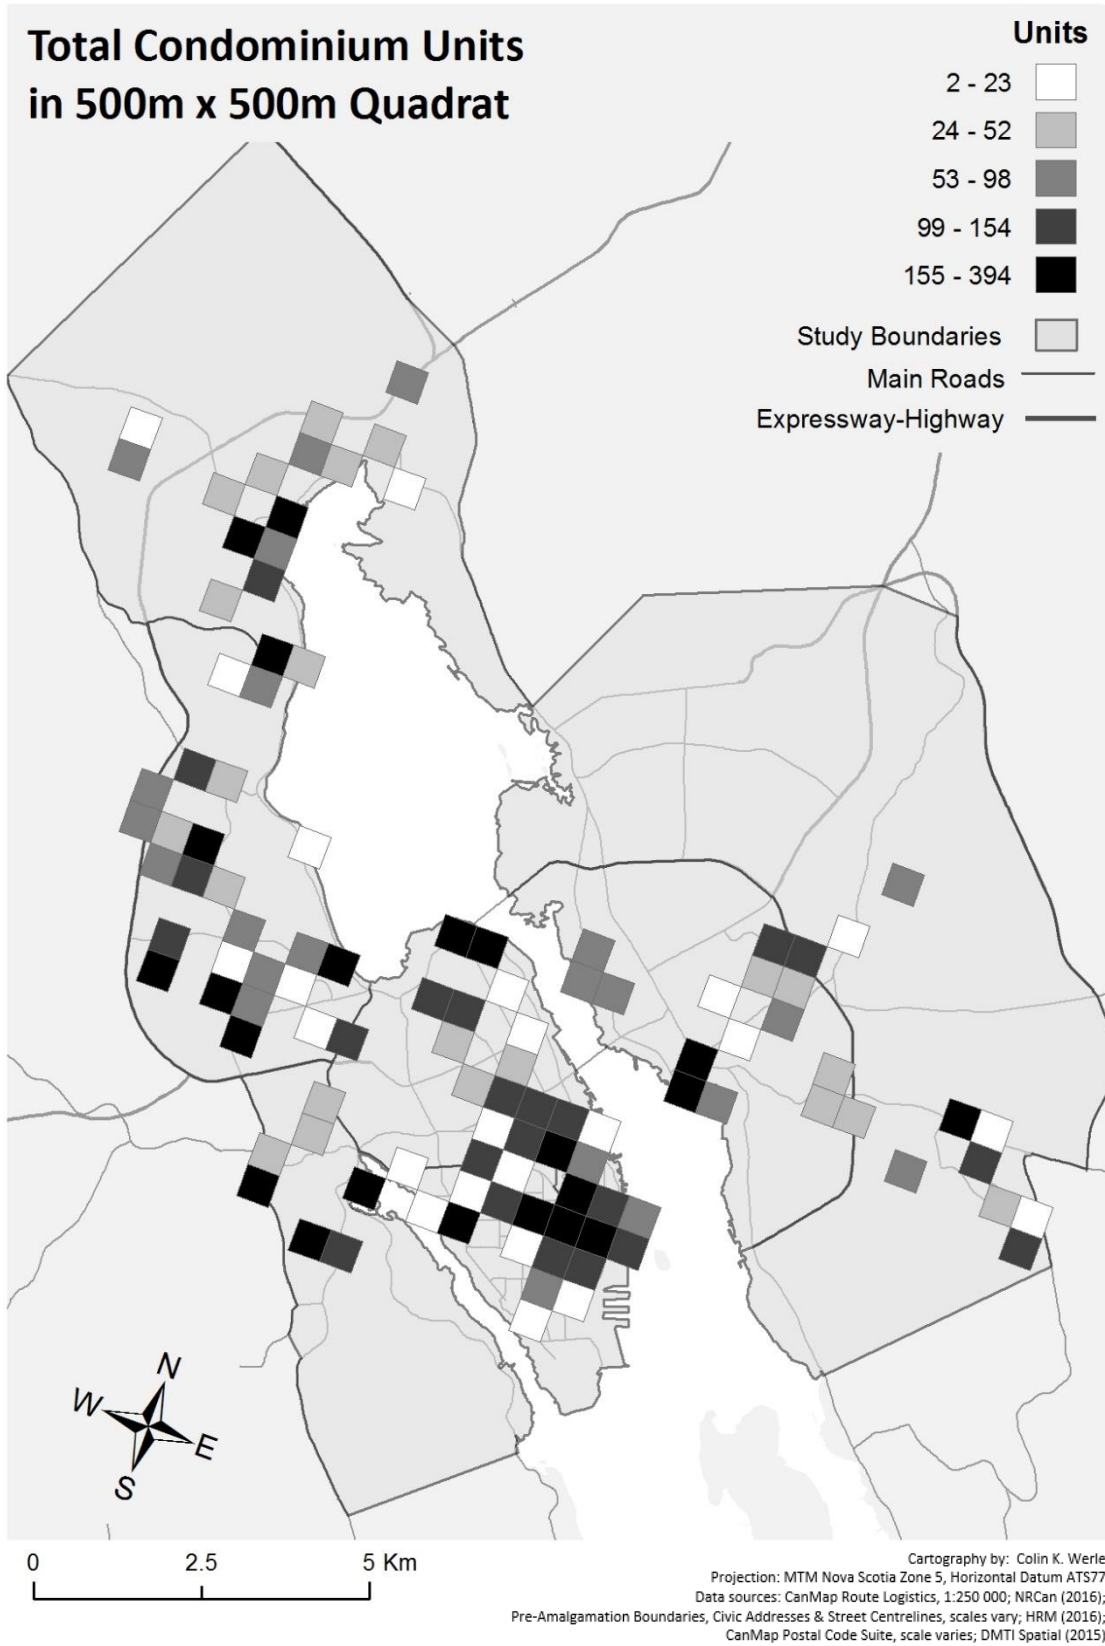 Total Condominium Units
in 500m x 500m Quadrat
Units
2 - 23
24 - 52
53 - 98
99 - 154
155 - 394
Study Boundaries
Main Roads
Expressway-Highway
N
W
E
S
0 2.5 5 Km
Cartography by: Colin K. Werle
Projection: MTM Nova Scotia Zone 5, Horizontal Datum ATS77
Data sources: CanMap Route Logistics, 1:250 000; NRCan (2016);
Pre-Amalgamation Boundaries, Civic Addresses & Street Centrelines, scales vary; HRM (2016);
CanMap Postal Code Suite, scale varies; DMTI Spatial (2015)